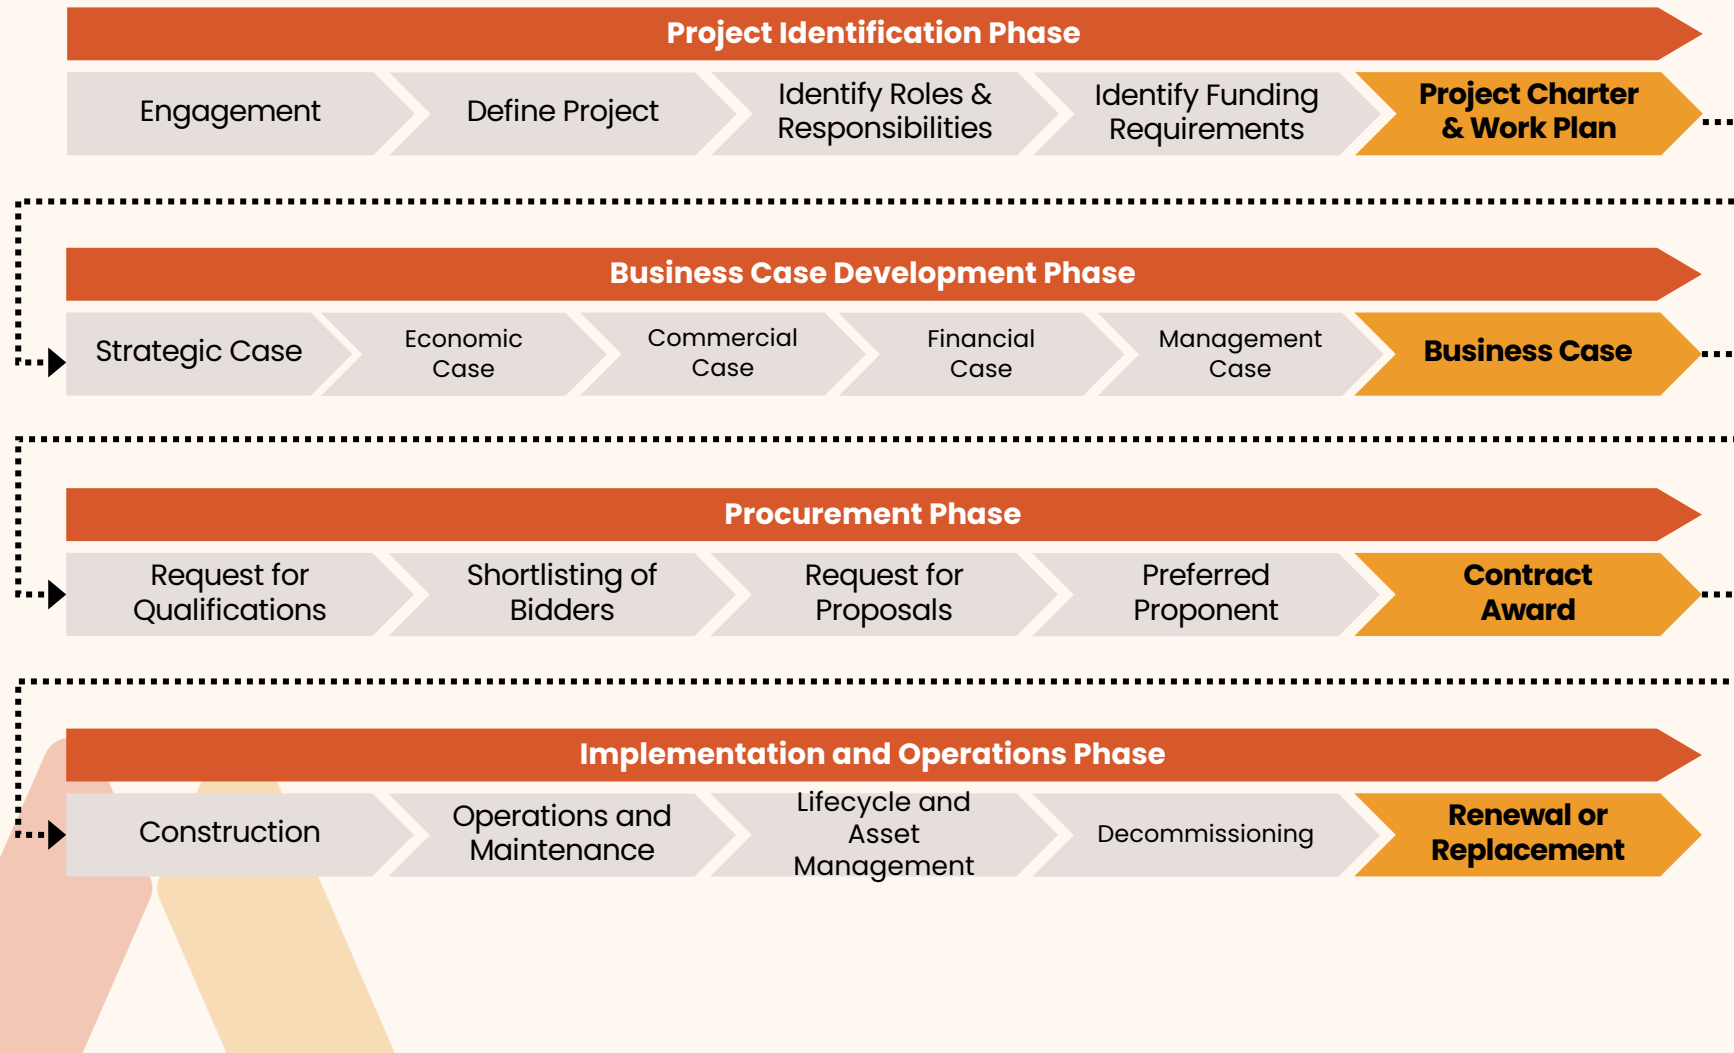 Project Identification Phase
Engagement
Define Project
Identify Roles &
Responsibilities
Identify Funding
Requirements
Project Charter
& Work Plan
Business Case Development Phase
Strategic Case
Economic
Case
Commercial
Case
Financial
Case
Management
Case
Business Case
Procurement Phase
Request for
Qualifications
Shortlisting of
Bidders
Request for
Proposals
Preferred
Proponent
Contract
Award
Implementation and Operations Phase
Construction
Operations and
Maintenance
Lifecycle and
Asset
Management
Decommissioning
Renewal or
Replacement